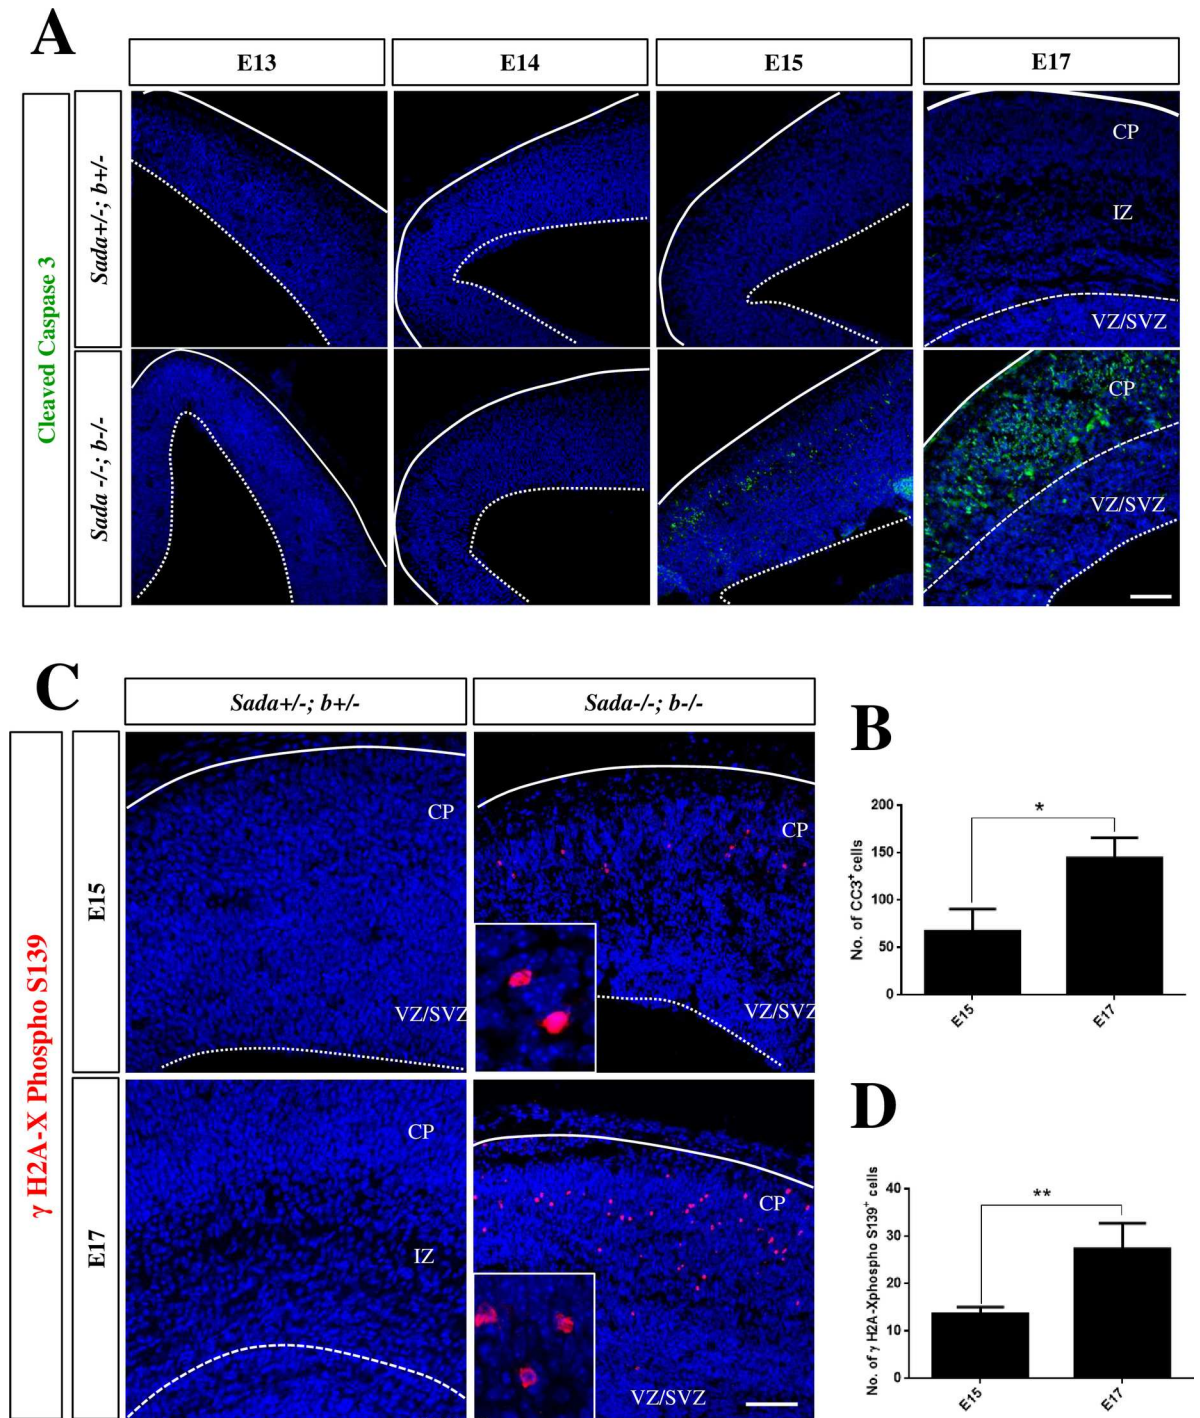 A
E13
E14
E15
E17
Cleaved Caspase 3
Sada+/-; b+/-
CP
IZ
VZ/SVZ
Sada -/-; b-/-
CP
VZ/SVZ
C
Sada+/-; b+/-
Sada-/-; b-/-
γ H2A-X Phospho S139
E15
CP
VZ/SVZ
CP
VZ/SVZ
E17
CP
IZ
CP
VZ/SVZ
B
No. of CC3+ cells
200
150
100
50
0
*
E15
E17
D
No. of γ H2A-Xphospho S139+ cells
40
30
20
10
0
**
E15
E17